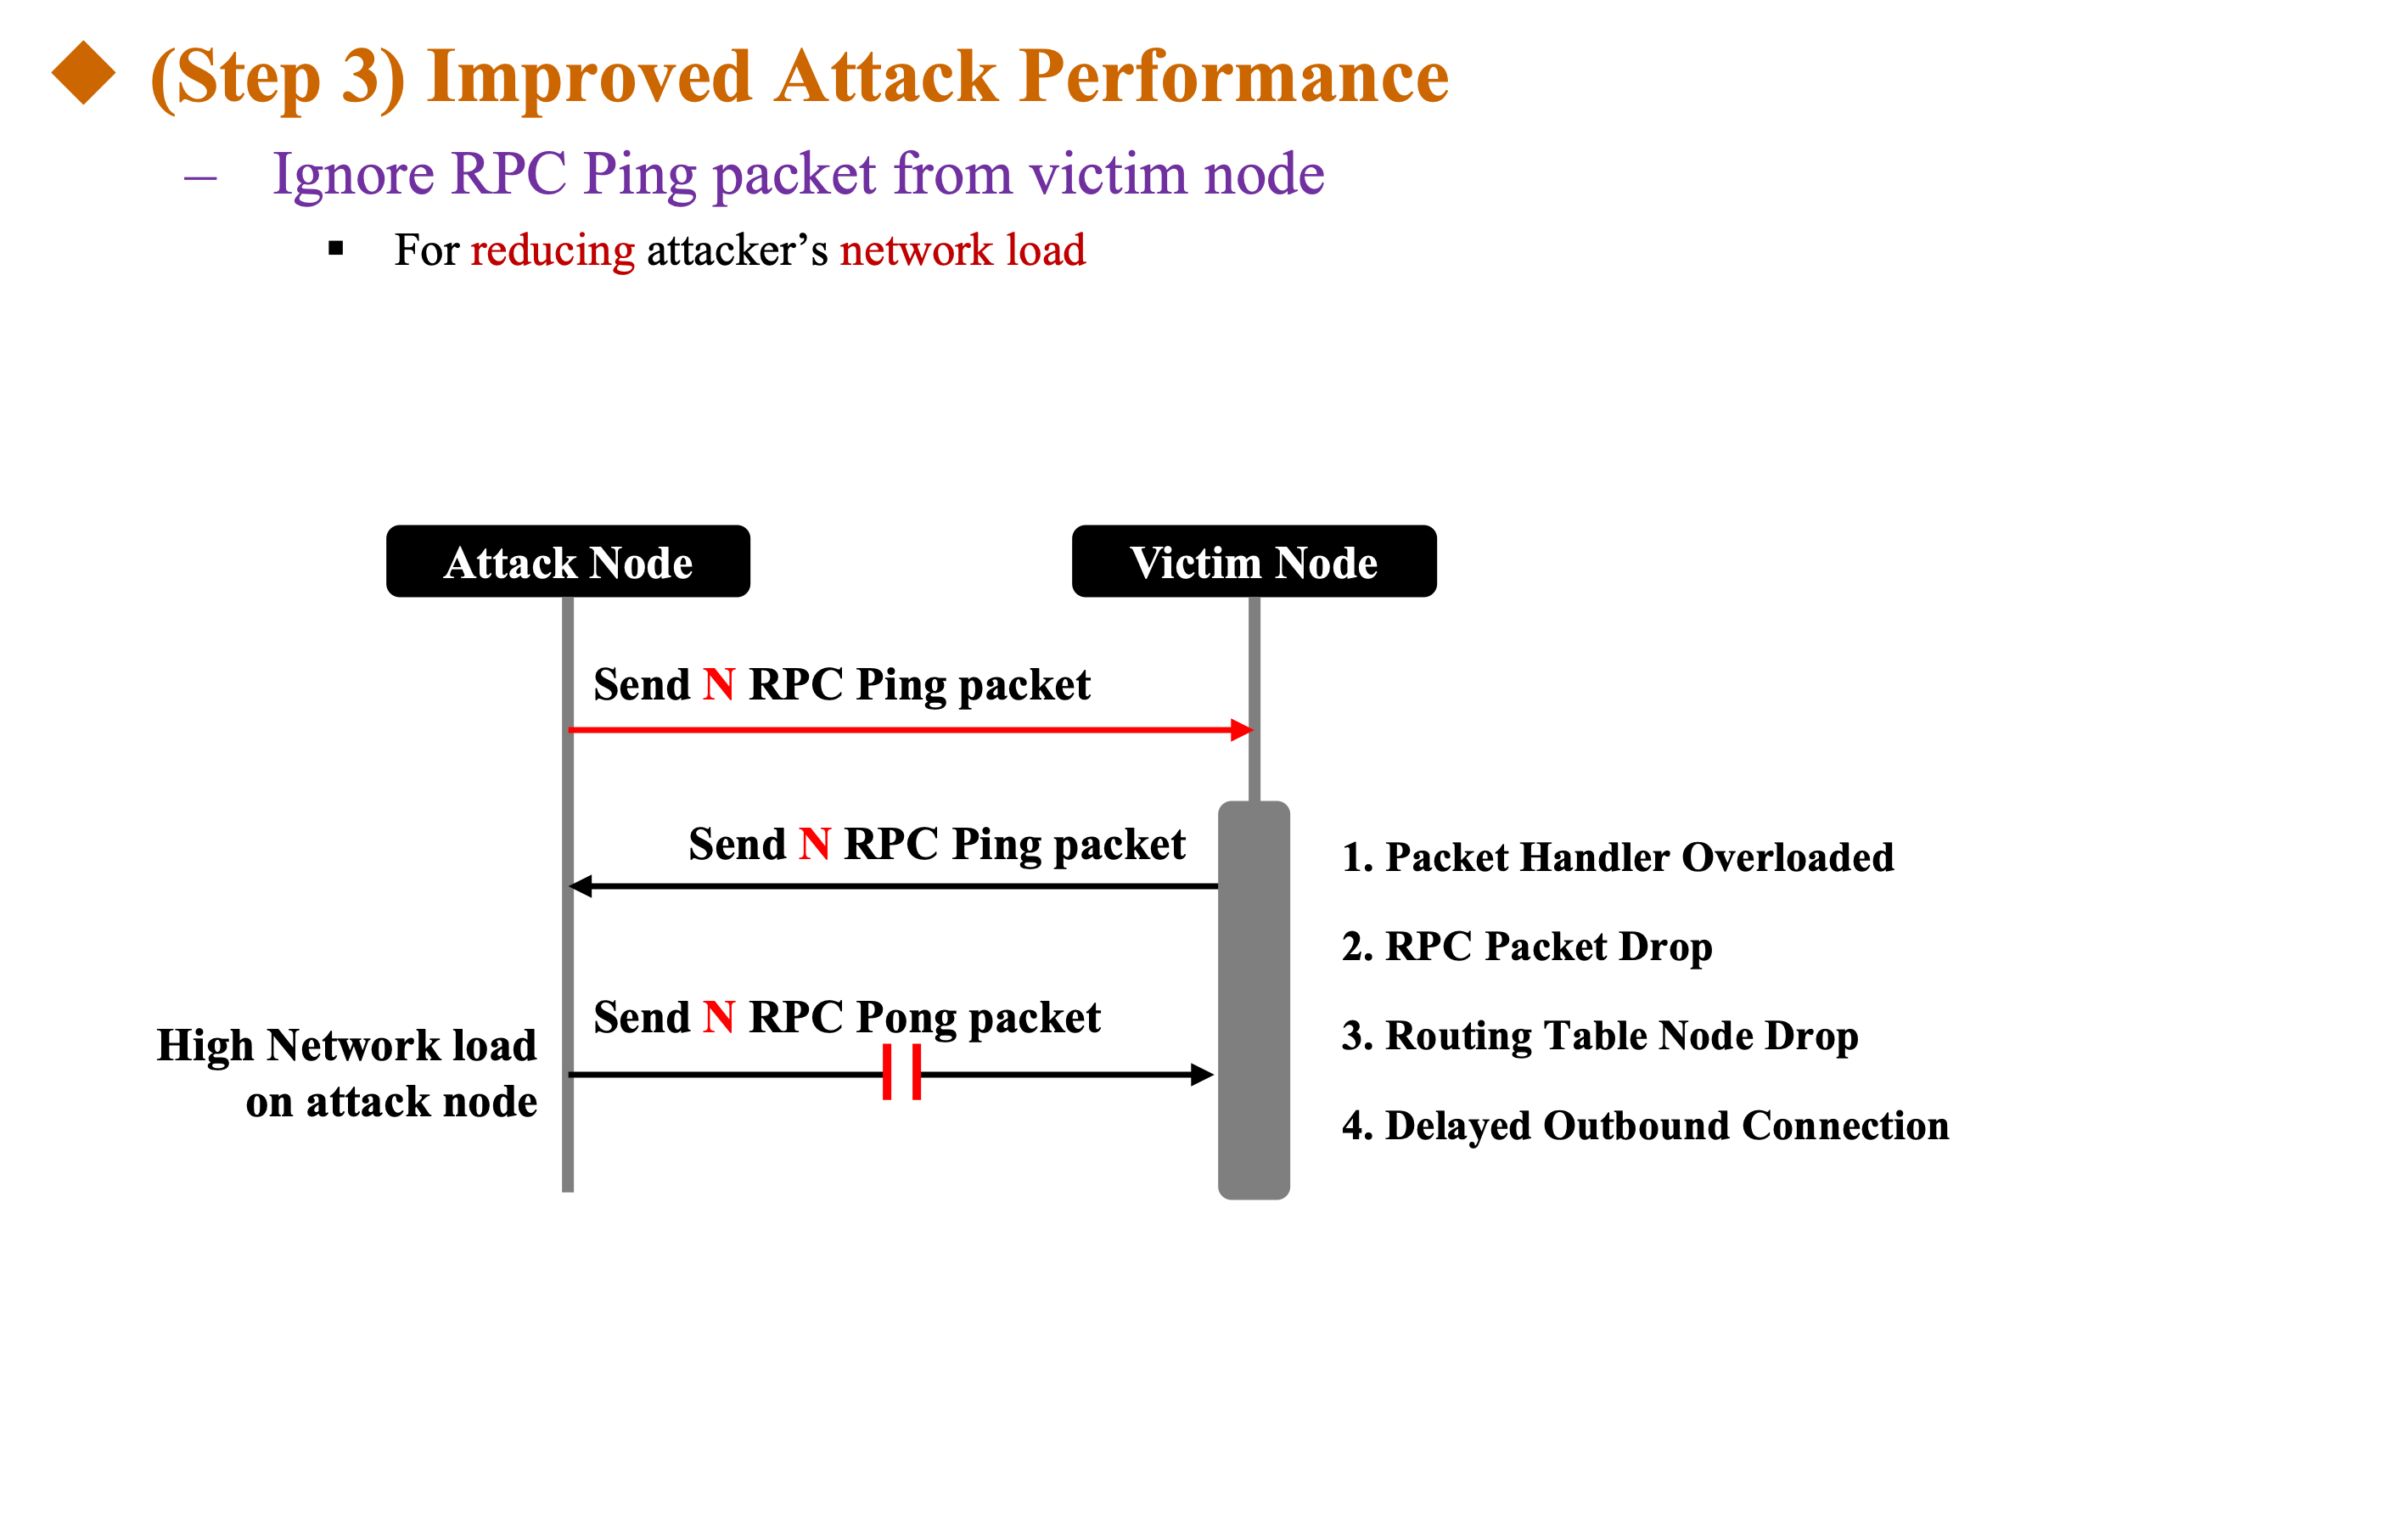 (Step 3) Improved Attack Performance
– Ignore RPC Ping packet from victim node
▪ For reducing attacker’s network load
Attack Node
Victim Node
Send N RPC Ping packet
Send N RPC Ping packet
1. Packet Handler Overloaded
2. RPC Packet Drop
Send N RPC Pong packet
3. Routing Table Node Drop
High Network load
on attack node
4. Delayed Outbound Connection